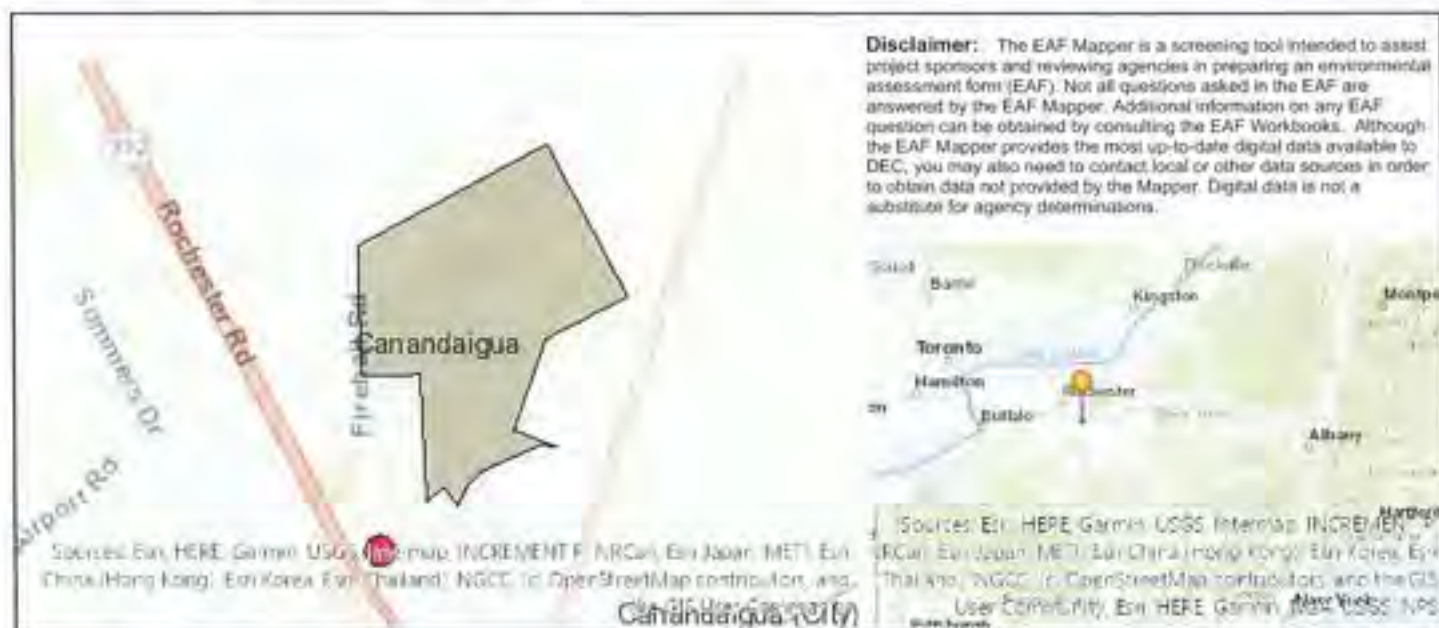 Disclaimer: The EAF Mapper is a screening tool intended to assist
project sponsors and reviewing agencies in preparing an environmental
assessment form (EAF). Not all questions asked in the EAF are
answered by the EAF Mapper. Additional information on any EAF
question can be obtained by consulting the EAF Workbooks. Although
the EAF Mapper provides the most up-to-date digital data available to
DEC, you may also need to contact local or other data sources in order
to obtain data not provided by the Mapper. Digital data is not a
substitute for agency determinations.
332
Rochester Rd
Sommers Dr
Airport Rd
Firehall Rd
Canandaigua
Sources: Esri, HERE, Garmin, USGS, Intermap, INCREMENT P, NRCan, Esri Japan, METI, Esri
China (Hong Kong), Esri Korea, Esri (Thailand), NGCC, (c) OpenStreetMap contributors, and
Canandaigua (City)
Barrie
Kingston
Montpe
Toronto
Hamilton
Buffalo
Albany
Sources: Esri, HERE, Garmin, USGS, Intermap, INCREMENT P,
NRCan, Esri Japan, METI, Esri China (Hong Kong), Esri Korea, Esri
Thailand, NGCC, (c) OpenStreetMap contributors, and the GIS
User Community, Esri, HERE, Garmin, USGS, NPS